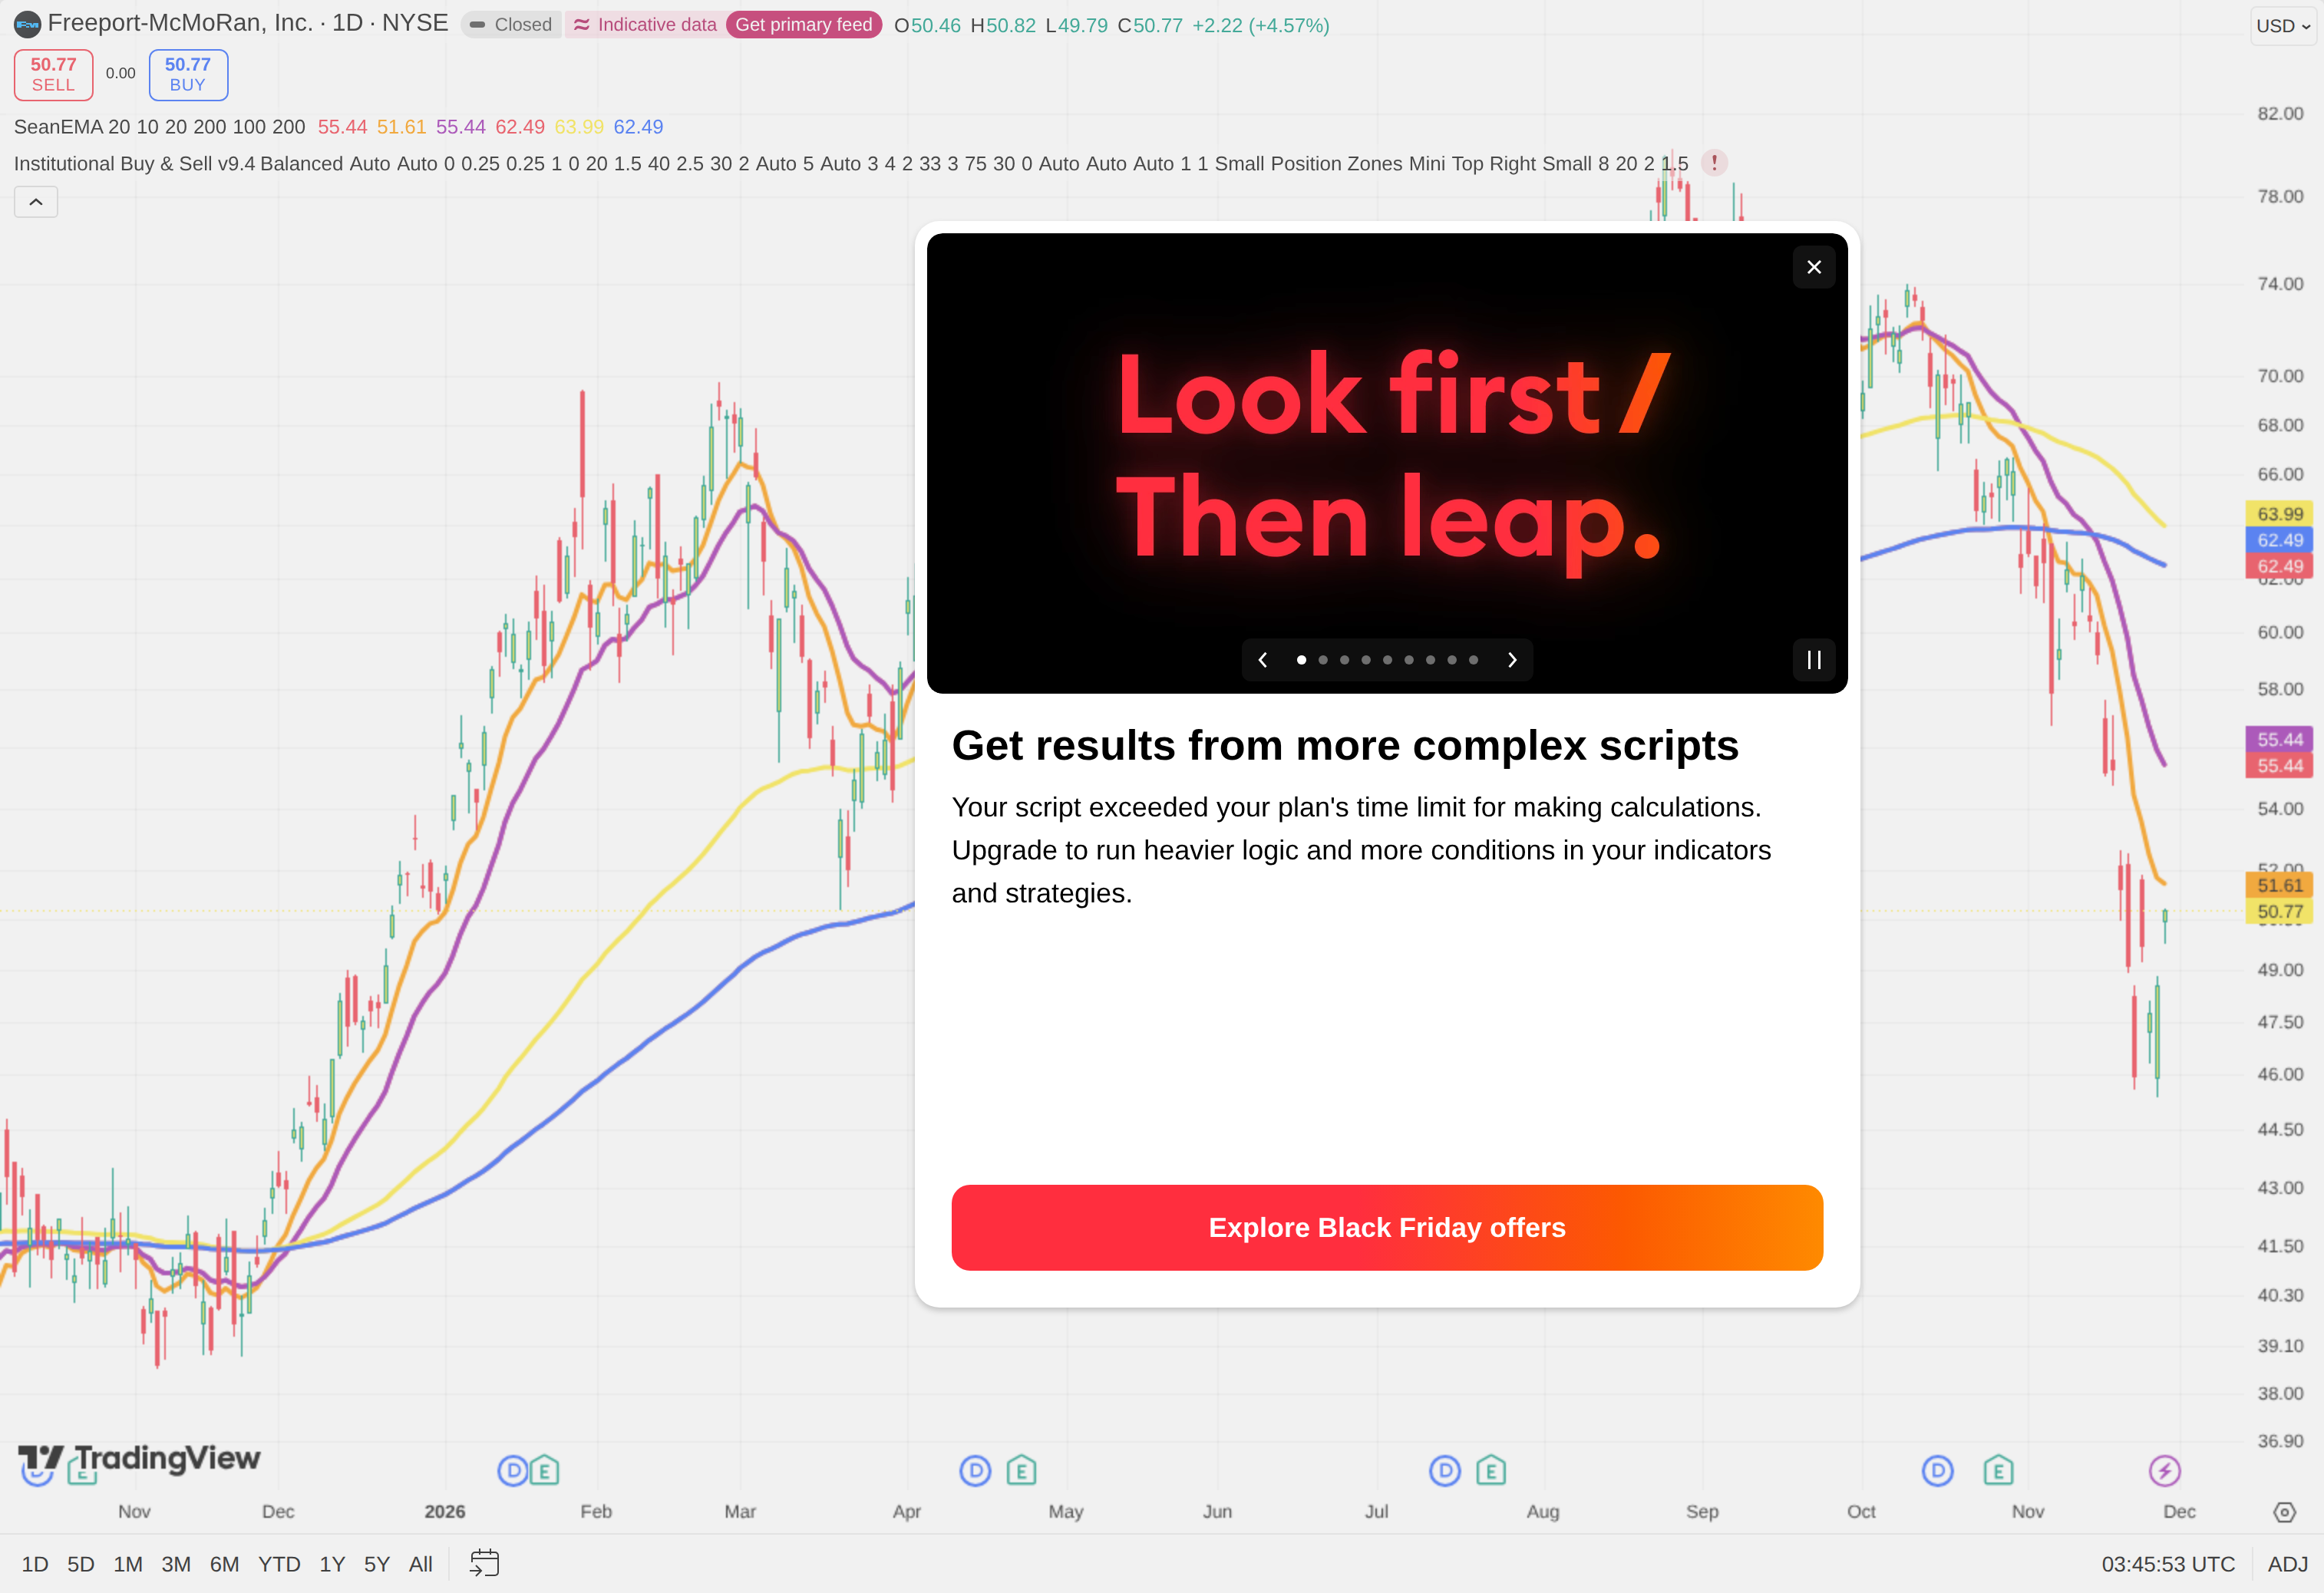 Freeport-McMoRan, Inc. · 1D · NYSE Closed Indicative data Get primary feed O50.46 H50.82 L49.79 C50.77 +2.22 (+4.57%) USD
50.77 0.00 50.77
SELL BUY
SeanEMA 20 10 20 200 100 200 55.44 51.61 55.44 62.49 63.99 62.49
Institutional Buy & Sell v9.4 Balanced Auto Auto 0 0.25 0.25 1 0 20 1.5 40 2.5 30 2 Auto 5 Auto 3 4 2 33 3 75 30 0 Auto Auto Auto 1 1 Small Position Zones Mini Top Right Small 8 20 2 1.5 !
Look first /
Then leap.
Get results from more complex scripts
Your script exceeded your plan's time limit for making calculations.
Upgrade to run heavier logic and more conditions in your indicators
and strategies.
Explore Black Friday offers
82.00
78.00
74.00
70.00
68.00
66.00
63.99
62.49
62.49
62.00
60.00
58.00
55.44
55.44
54.00
52.00
51.61
50.77
49.00
47.50
46.00
44.50
43.00
41.50
40.30
39.10
38.00
36.90
TradingView
D E D E D E D E D E
Nov Dec 2026 Feb Mar Apr May Jun Jul Aug Sep Oct Nov Dec
1D 5D 1M 3M 6M YTD 1Y 5Y All 03:45:53 UTC ADJ